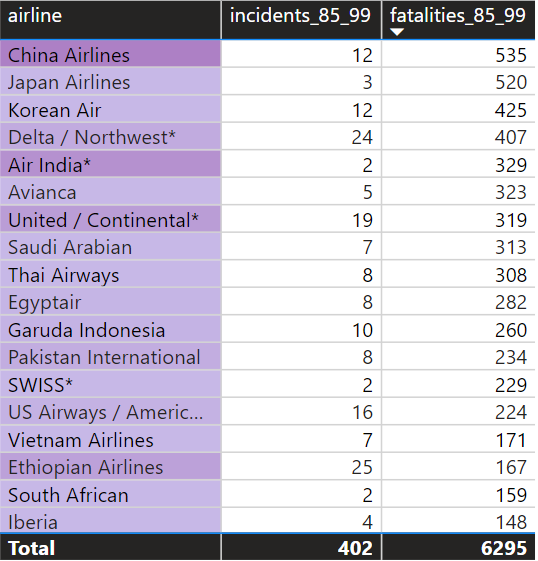 airline incidents_85_99 fatalities_85_99
China Airlines 12 535
Japan Airlines 3 520
Korean Air 12 425
Delta / Northwest* 24 407
Air India* 2 329
Avianca 5 323
United / Continental* 19 319
Saudi Arabian 7 313
Thai Airways 8 308
Egyptair 8 282
Garuda Indonesia 10 260
Pakistan International 8 234
SWISS* 2 229
US Airways / Americ... 16 224
Vietnam Airlines 7 171
Ethiopian Airlines 25 167
South African 2 159
Iberia 4 148
Total 402 6295